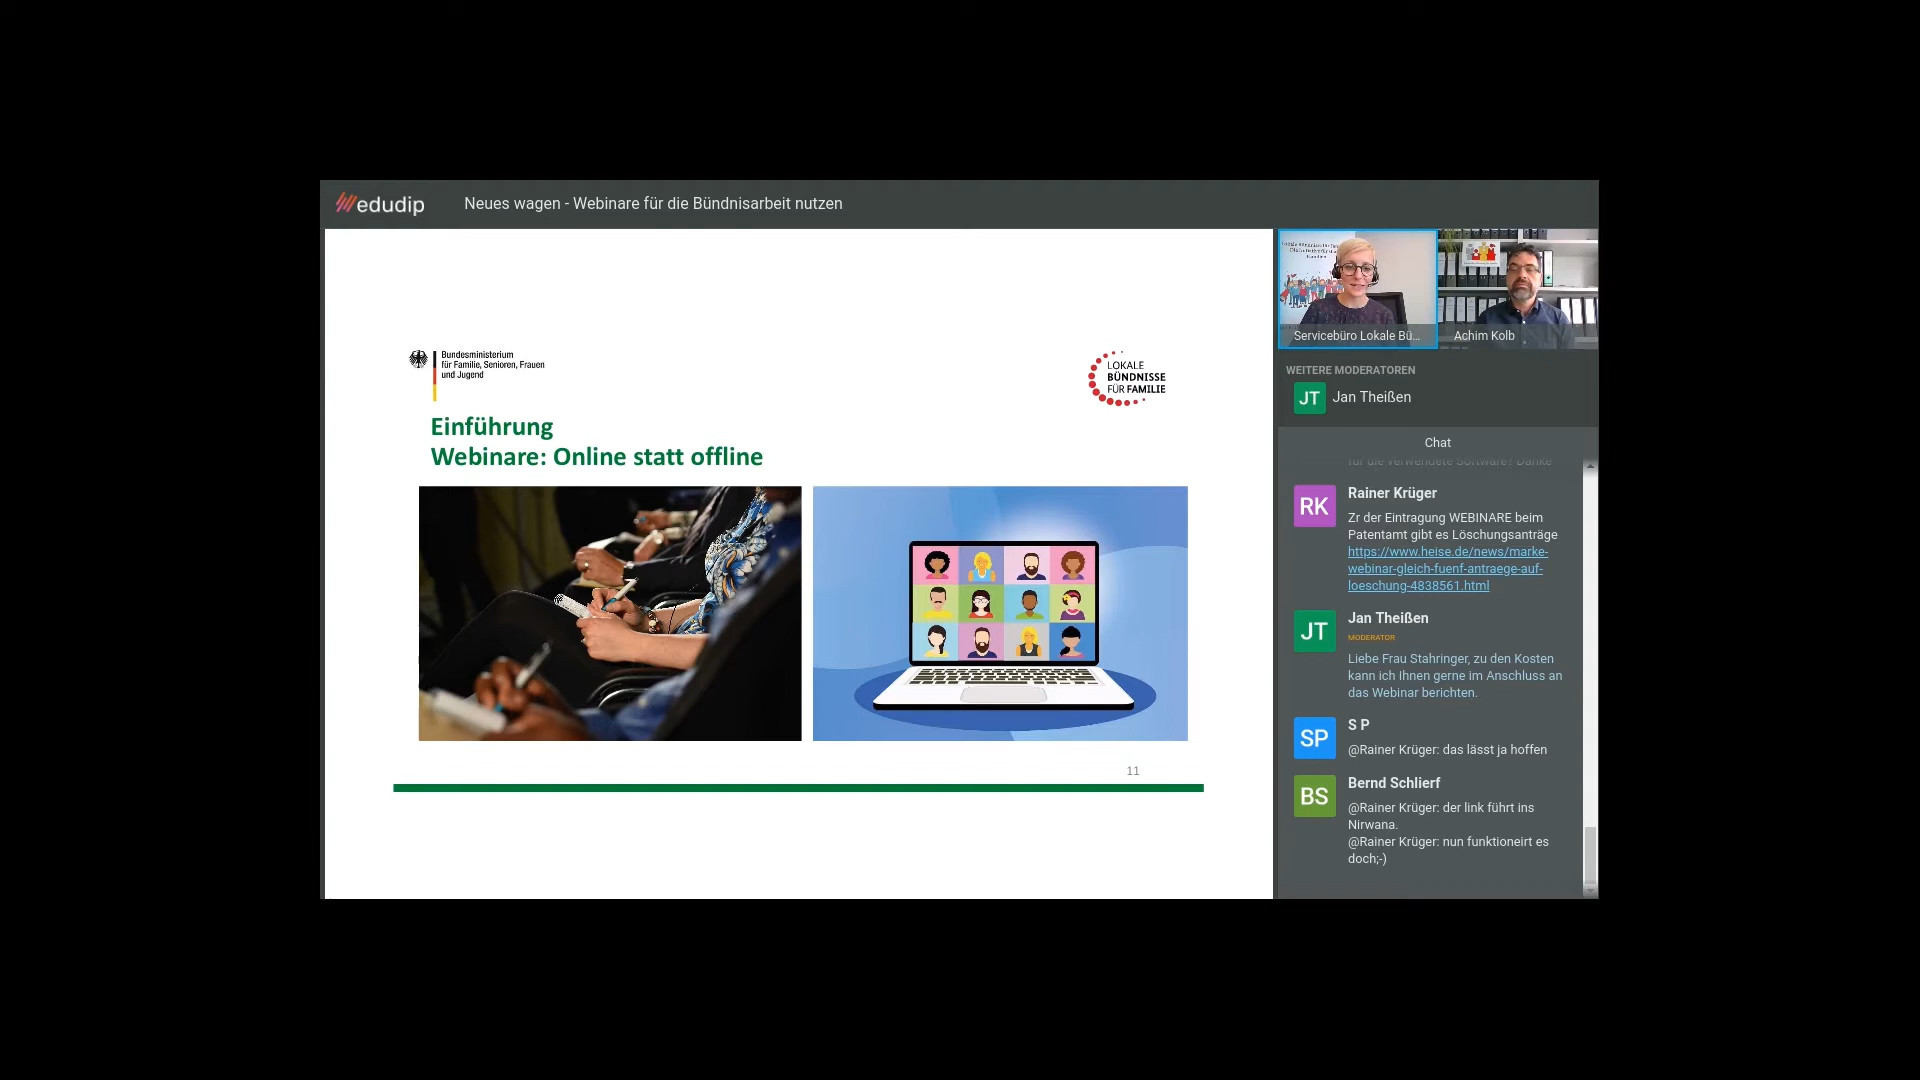 edudip
Neues wagen - Webinare für die Bündnisarbeit nutzen
Bundesministerium
für Familie, Senioren, Frauen
und Jugend
LOKALE
BÜNDNISSE
FÜR FAMILIE
Einführung
Webinare: Online statt offline
11
Servicebüro Lokale Bü...
Achim Kolb
WEITERE MODERATOREN
JT
Jan Theißen
Chat
für die verwendete Software? Danke
RK
Rainer Krüger
Zr der Eintragung WEBINARE beim
Patentamt gibt es Löschungsanträge
https://www.heise.de/news/marke-
webinar-gleich-fuenf-antraege-auf-
loeschung-4838561.html
JT
Jan Theißen
MODERATOR
Liebe Frau Stahringer, zu den Kosten
kann ich Ihnen gerne im Anschluss an
das Webinar berichten.
SP
S P
@Rainer Krüger: das lässt ja hoffen
BS
Bernd Schlierf
@Rainer Krüger: der link führt ins
Nirwana.
@Rainer Krüger: nun funktioneirt es
doch;-)